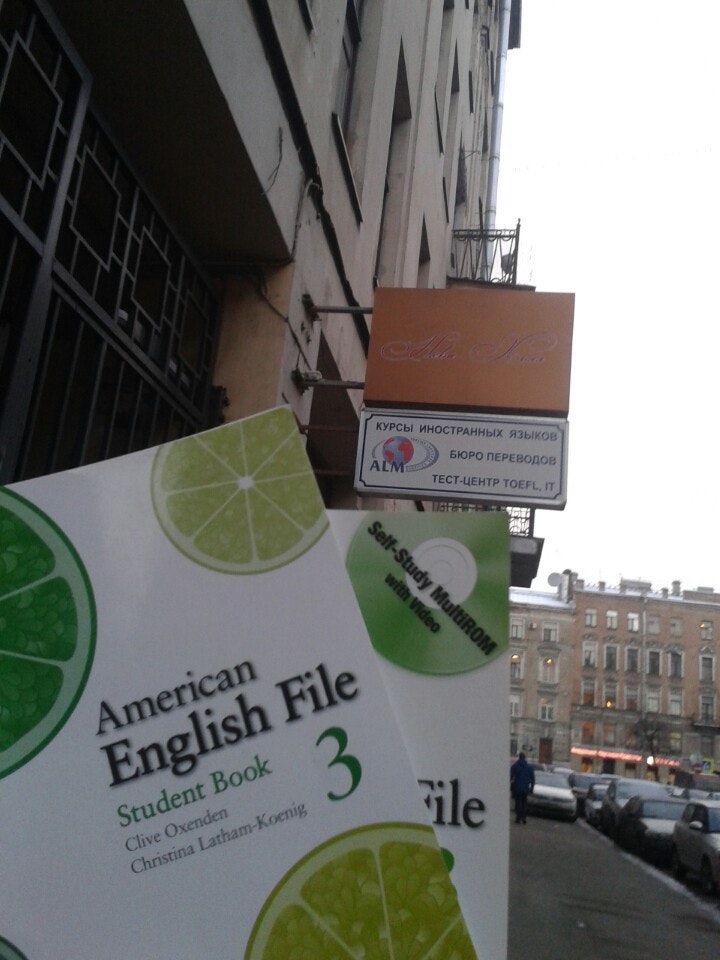 КУРСЫ ИНОСТРАННЫХ ЯЗЫКОВ
ALM
БЮРО ПЕРЕВОДОВ
ТЕСТ-ЦЕНТР TOEFL, IT
Self-Study MultiROM
with Video
American
English File
Student Book 3
Clive Oxenden
Christina Latham-Koenig
File